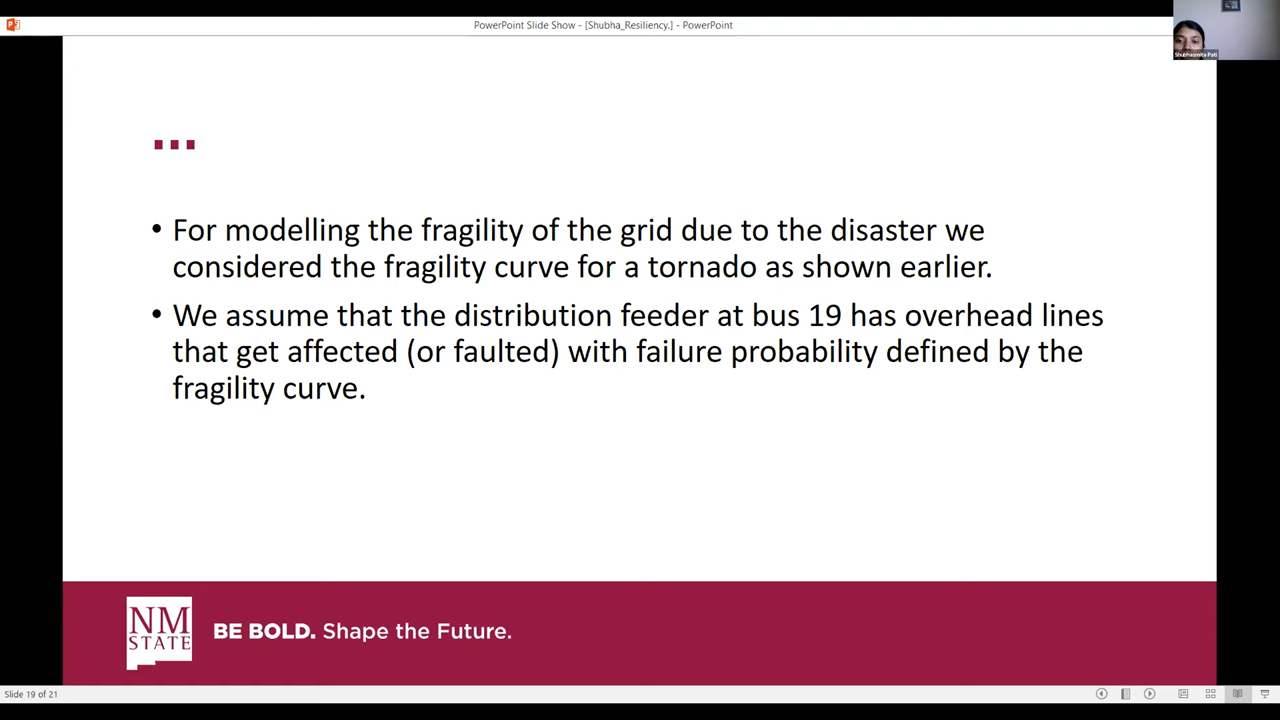 PowerPoint Slide Show - [Shubha_Resiliency.] - PowerPoint
Shubhasmita Pati
...
• For modelling the fragility of the grid due to the disaster we
considered the fragility curve for a tornado as shown earlier.
• We assume that the distribution feeder at bus 19 has overhead lines
that get affected (or faulted) with failure probability defined by the
fragility curve.
NM
STATE
BE BOLD. Shape the Future.
Slide 19 of 21